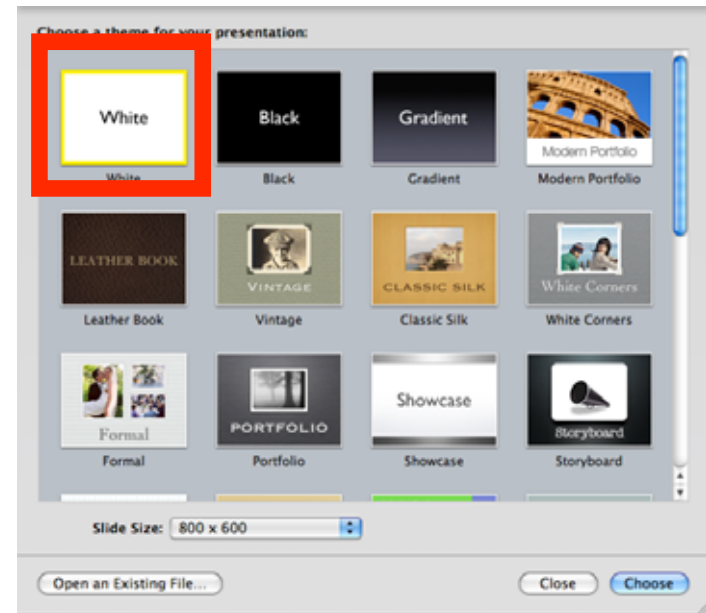 Choose a theme for your presentation:
White Black Gradient Modern Portfolio
White Black Gradient Modern Portfolio
LEATHER BOOK VINTAGE CLASSIC SILK White Corners
Leather Book Vintage Classic Silk White Corners
Formal PORTFOLIO Showcase Storyboard
Formal Portfolio Showcase Storyboard
Slide Size: 800 x 600
Open an Existing File... Close Choose